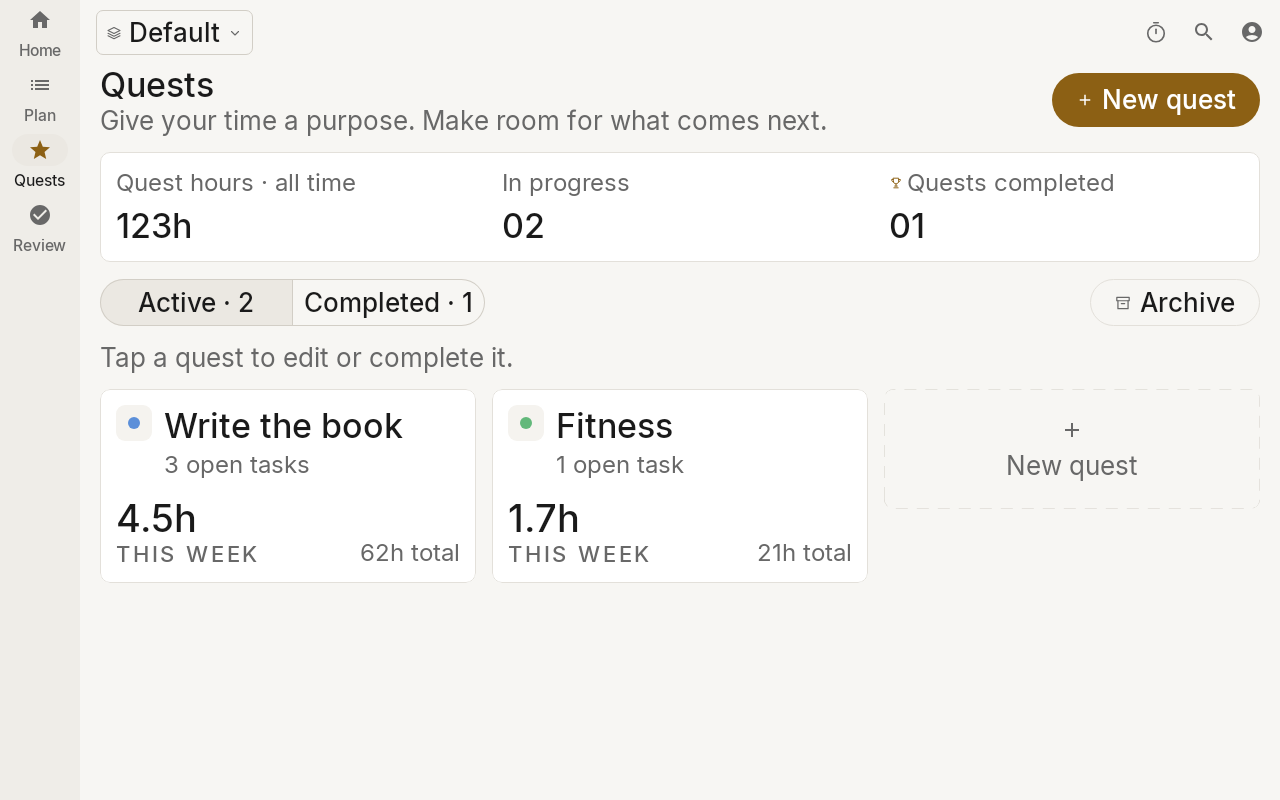 Home
Plan
Quests
Review
Default
Quests
Give your time a purpose. Make room for what comes next.
+ New quest
Quest hours · all time
123h
In progress
02
Quests completed
01
Active · 2
Completed · 1
Archive
Tap a quest to edit or complete it.
Write the book
3 open tasks
4.5h
THIS WEEK
62h total
Fitness
1 open task
1.7h
THIS WEEK
21h total
+
New quest